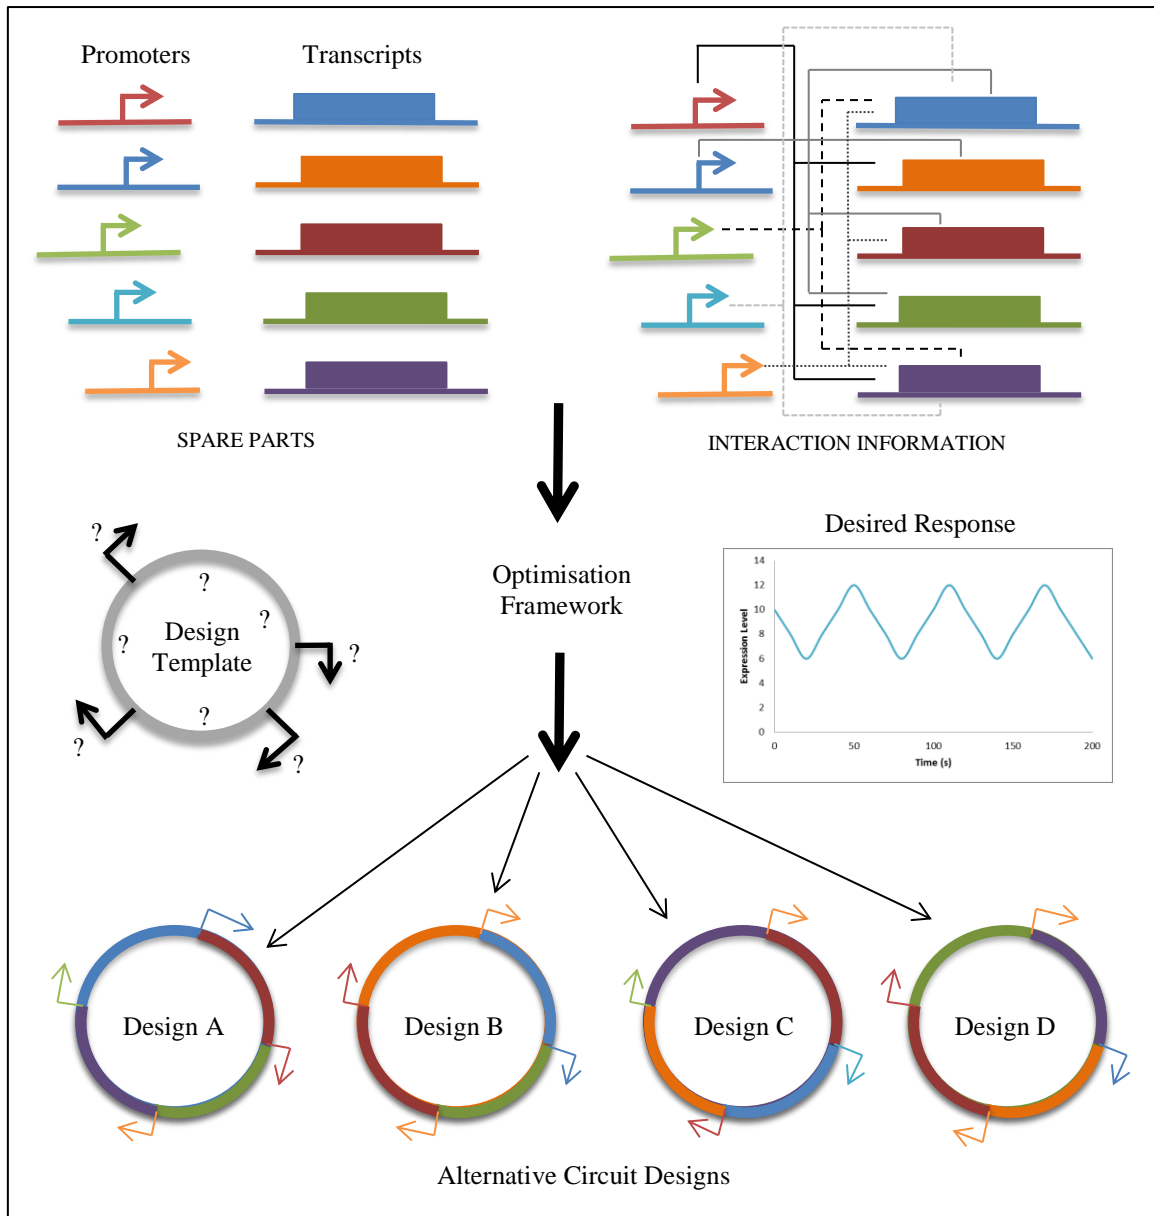 Promoters
Transcripts
SPARE PARTS
INTERACTION INFORMATION
?
?
?
?
?
?
?
?
Design
Template
Optimisation
Framework
Desired Response
Expression Level
14
12
10
8
6
4
2
0
0
50
100
150
200
Time (s)
Design A
Design B
Design C
Design D
Alternative Circuit Designs